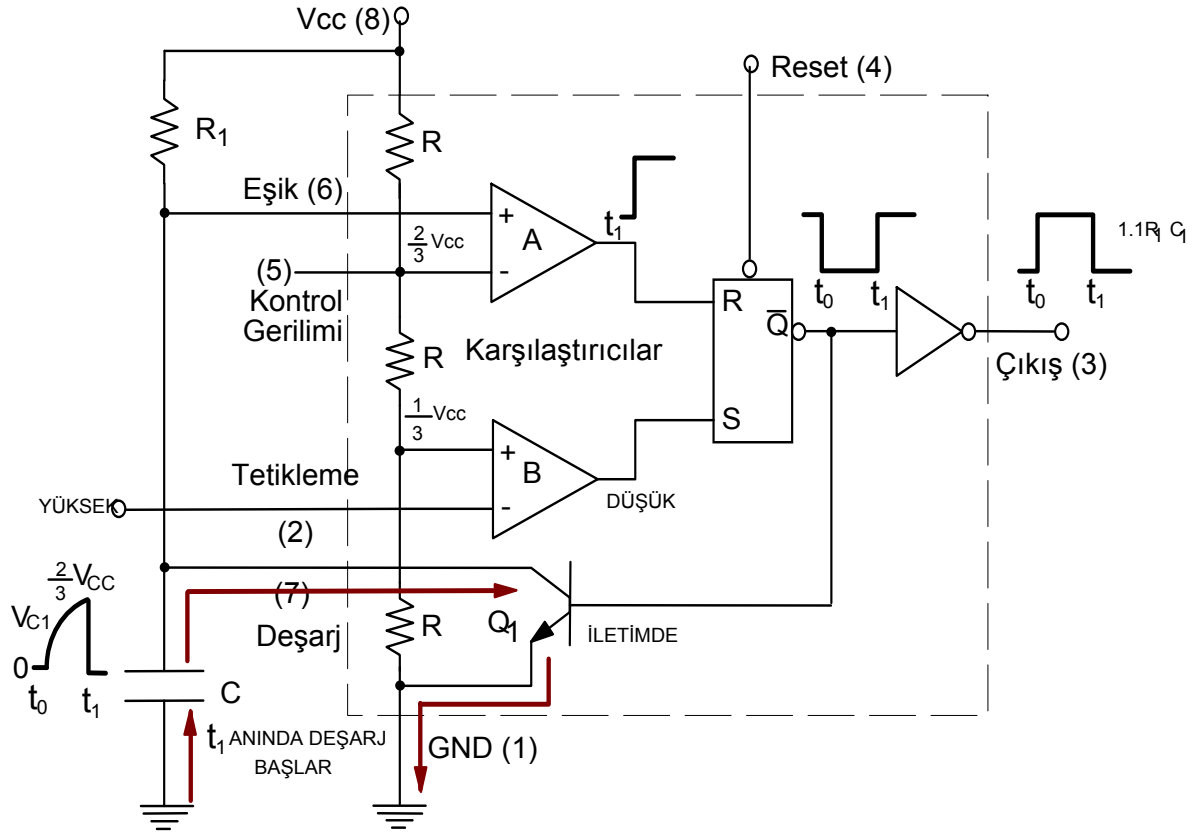 Vcc (8)
Reset (4)
R1
R
Eşik (6)
+
A
-
t1
2/3 Vcc
(5)
Kontrol
Gerilimi
R
Karşılaştırıcılar
R
Q̅
S
t0 t1
1.1R1 C1
t0 t1
Çıkış (3)
1/3 Vcc
+
B
-
Tetikleme
YÜKSEK
(2)
DÜŞÜK
2/3 VCC
VC1
0
t0 t1
(7)
Deşarj
R
Q1
İLETİMDE
C
t1 ANINDA DEŞARJ
BAŞLAR
GND (1)